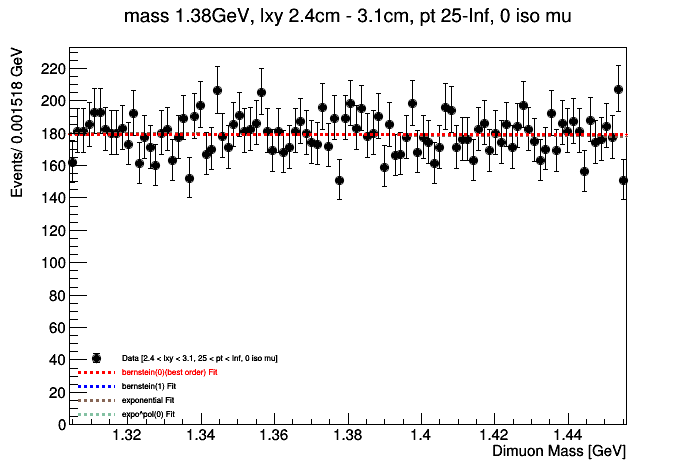 mass 1.38GeV, lxy 2.4cm - 3.1cm, pt 25-Inf, 0 iso mu
Events/ 0.001518 GeV
220
200
180
160
140
120
100
80
60
40
20
0
Data [2.4 < lxy < 3.1, 25 < pt < Inf, 0 iso mu]
bernstein(0)(best order) Fit
bernstein(1) Fit
exponential Fit
expo*pol(0) Fit
1.32 1.34 1.36 1.38 1.4 1.42 1.44
Dimuon Mass [GeV]